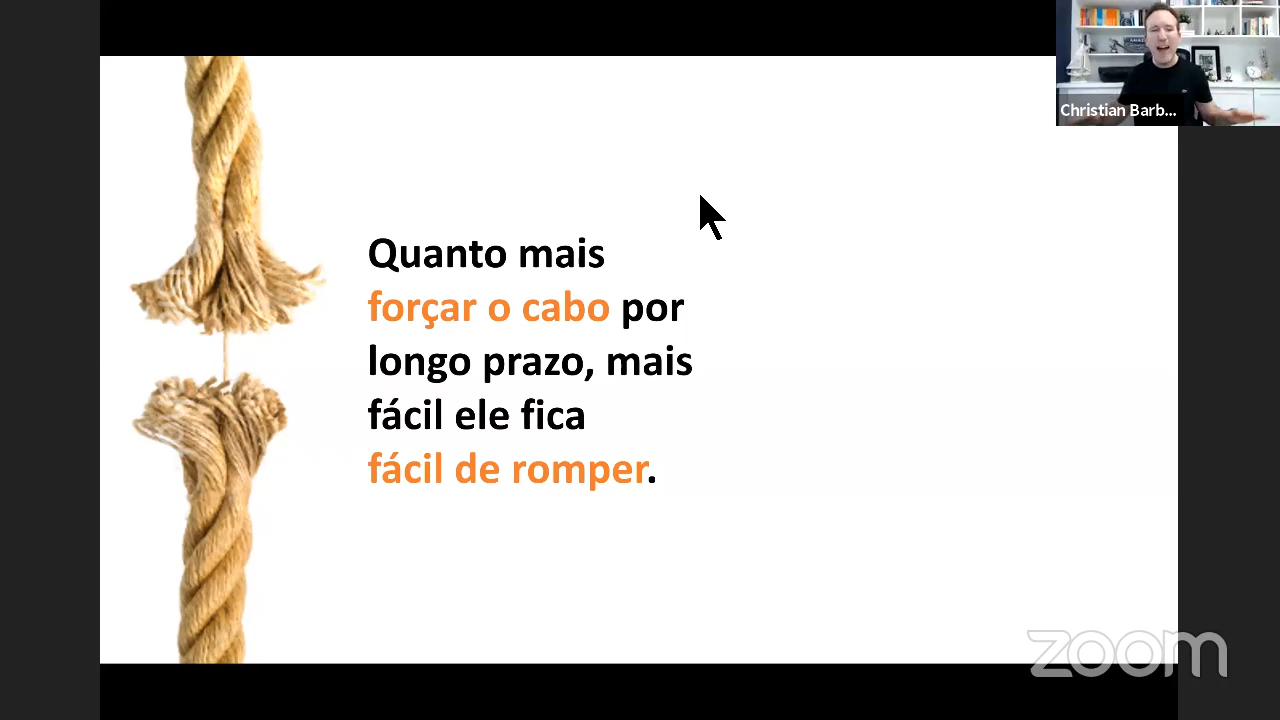 Christian Barb...
Quanto mais
forçar o cabo por
longo prazo, mais
fácil ele fica
fácil de romper.
zoom